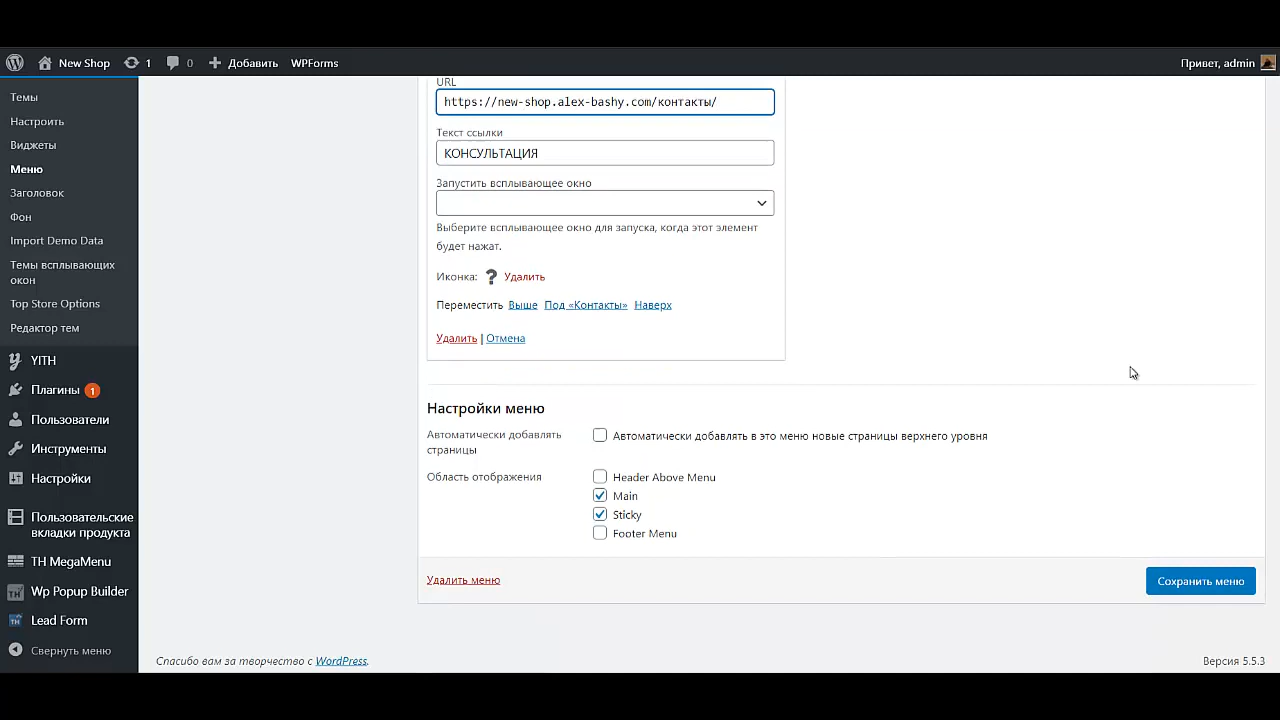 New Shop 1 0 Добавить WPForms Привет, admin
Темы
Настроить
Виджеты
Меню
Заголовок
Фон
Import Demo Data
Темы всплывающих
окон
Top Store Options
Редактор тем
YITH
Плагины 1
Пользователи
Инструменты
Настройки
Пользовательские
вкладки продукта
TH MegaMenu
Wp Popup Builder
Lead Form
Свернуть меню
URL
https://new-shop.alex-bashy.com/контакты/
Текст ссылки
КОНСУЛЬТАЦИЯ
Запустить всплывающее окно
Выберите всплывающее окно для запуска, когда этот элемент
будет нажат.
Иконка: ? Удалить
Переместить Выше Под «Контакты» Наверх
Удалить | Отмена
Настройки меню
Автоматически добавлять
страницы
Автоматически добавлять в это меню новые страницы верхнего уровня
Область отображения
Header Above Menu
Main
Sticky
Footer Menu
Удалить меню
Сохранить меню
Спасибо вам за творчество с WordPress.
Версия 5.5.3